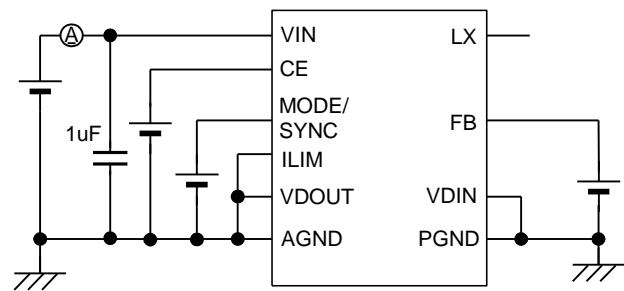 A
VIN
LX
CE
MODE/
SYNC
FB
1uF
ILIM
VDOUT
VDIN
AGND
PGND